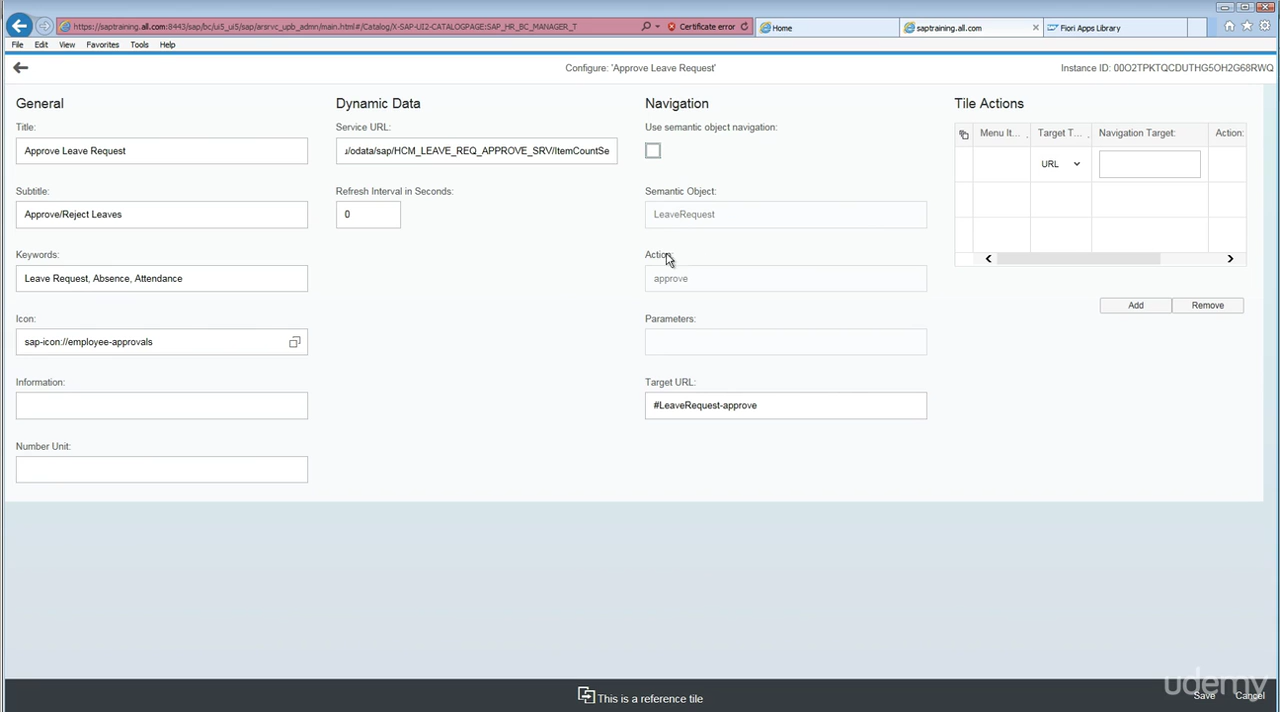 https://saptraining.all.com:8443/sap/bc/ui5_ui5/sap/arsrvc_upb_admn/main.html#/Catalog/X-SAP-UI2-CATALOGPAGE:SAP_HR_BC_MANAGER_T
Certificate error
Home
saptraining.all.com
Fiori Apps Library
File Edit View Favorites Tools Help
Configure: 'Approve Leave Request'
Instance ID: 00O2TPKTQCDUTHG5OH2G68RWQ
General
Title:
Approve Leave Request
Subtitle:
Approve/Reject Leaves
Keywords:
Leave Request, Absence, Attendance
Icon:
sap-icon://employee-approvals
Information:
Number Unit:
Dynamic Data
Service URL:
/odata/sap/HCM_LEAVE_REQ_APPROVE_SRV/ItemCountSe
Refresh Interval in Seconds:
0
Navigation
Use semantic object navigation:
Semantic Object:
LeaveRequest
Action:
approve
Parameters:
Target URL:
#LeaveRequest-approve
Tile Actions
Menu It... Target T... Navigation Target: Action:
URL
Add Remove
This is a reference tile
Save Cancel
udemy